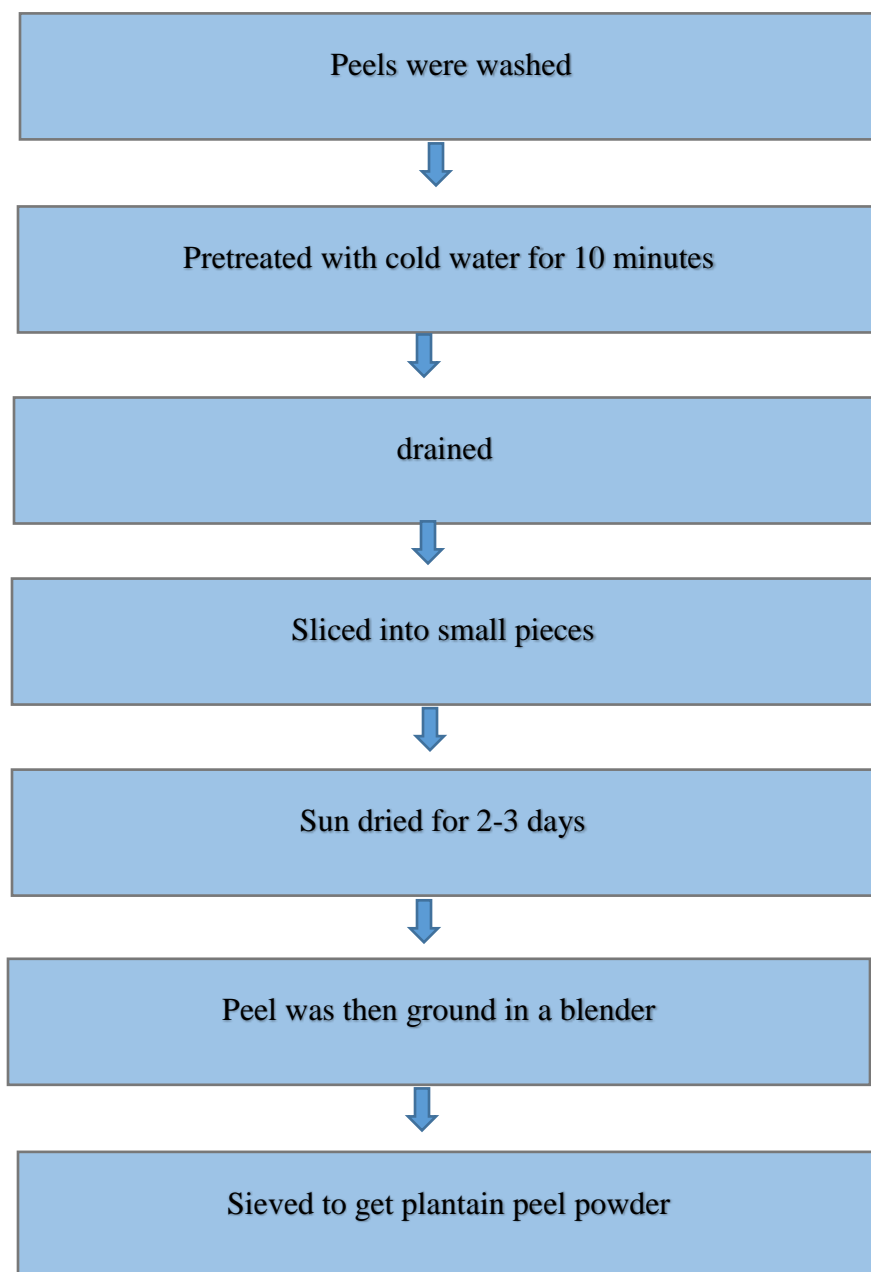 Peels were washed
Pretreated with cold water for 10 minutes
drained
Sliced into small pieces
Sun dried for 2-3 days
Peel was then ground in a blender
Sieved to get plantain peel powder